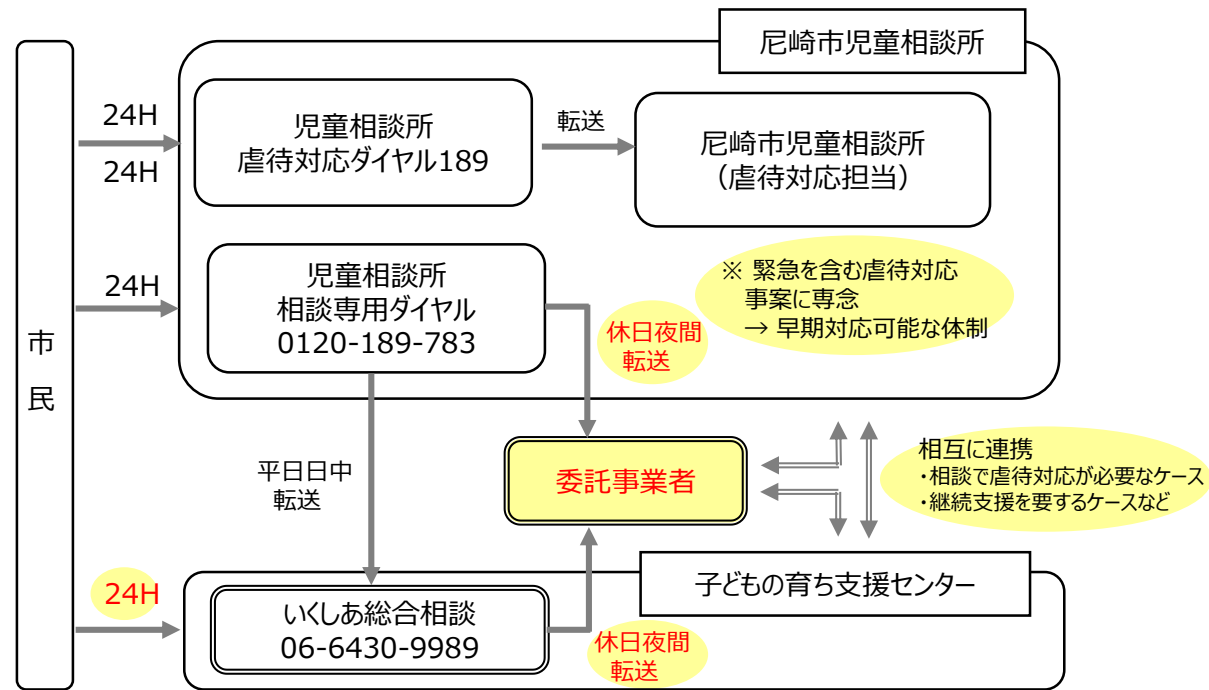 尼崎市児童相談所
24H
24H
児童相談所
虐待対応ダイヤル189
転送
尼崎市児童相談所
（虐待対応担当）
24H
児童相談所
相談専用ダイヤル
0120-189-783
※ 緊急を含む虐待対応
事案に専念
→ 早期対応可能な体制
休日夜間
転送
市
民
平日日中
転送
委託事業者
相互に連携
・相談で虐待対応が必要なケース
・継続支援を要するケースなど
子どもの育ち支援センター
24H
いくしあ総合相談
06-6430-9989
休日夜間
転送